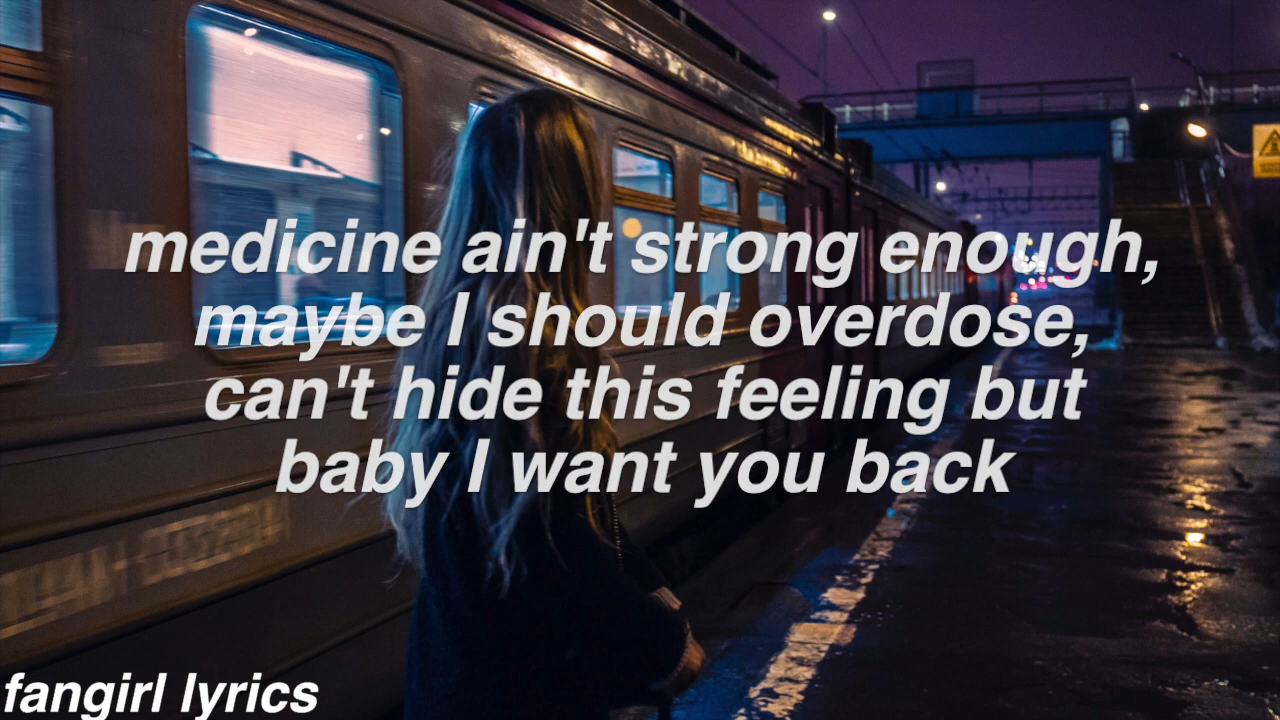 medicine ain't strong enough,
maybe I should overdose,
can't hide this feeling but
baby I want you back
fangirl lyrics